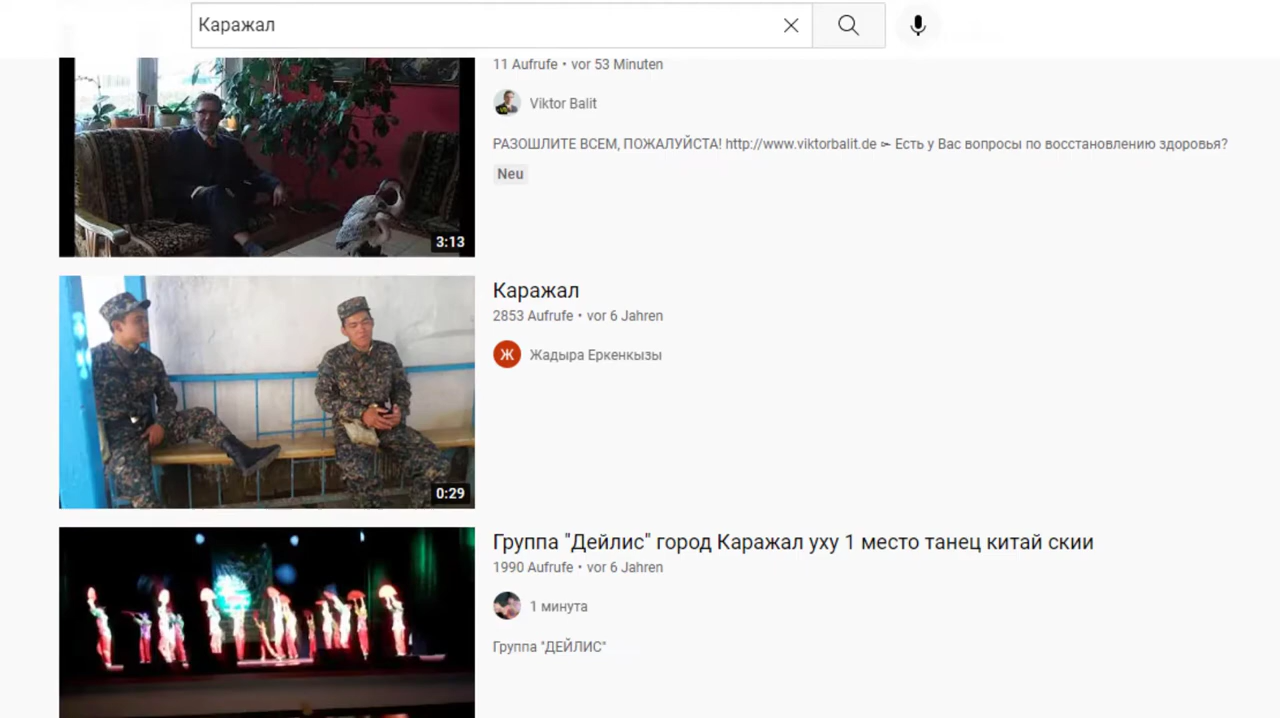 Каражал
11 Aufrufe • vor 53 Minuten
Viktor Balit
РАЗОШЛИТЕ ВСЕМ, ПОЖАЛУЙСТА! http://www.viktorbalit.de ➣ Есть у Вас вопросы по восстановлению здоровья?
Neu
3:13
Каражал
2853 Aufrufe • vor 6 Jahren
Ж Жадыра Еркенкызы
0:29
Группа "Дейлис" город Каражал уху 1 место танец китай скии
1990 Aufrufe • vor 6 Jahren
1 минута
Группа "ДЕЙЛИС"